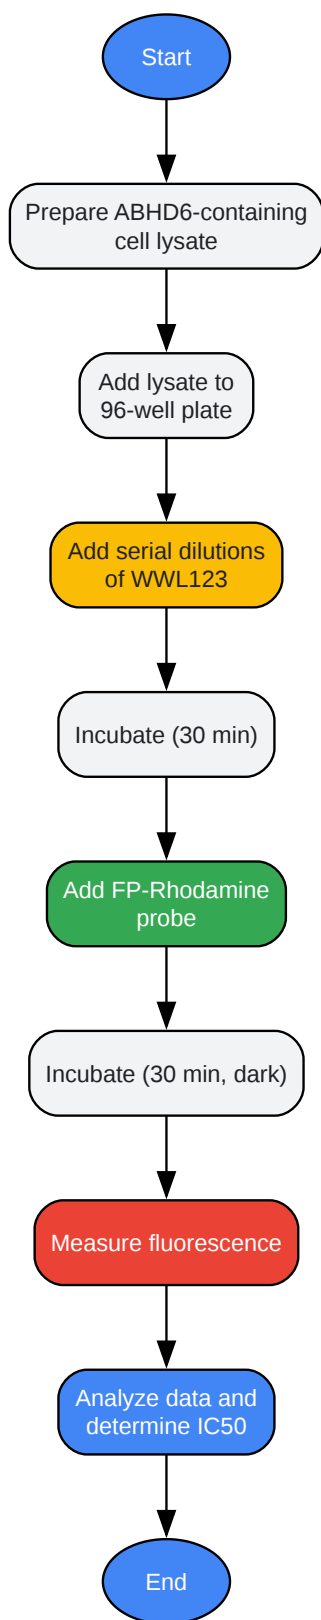 Start
Prepare ABHD6-containing
cell lysate
Add lysate to
96-well plate
Add serial dilutions
of WWL123
Incubate (30 min)
Add FP-Rhodamine
probe
Incubate (30 min, dark)
Measure fluorescence
Analyze data and
determine IC50
End